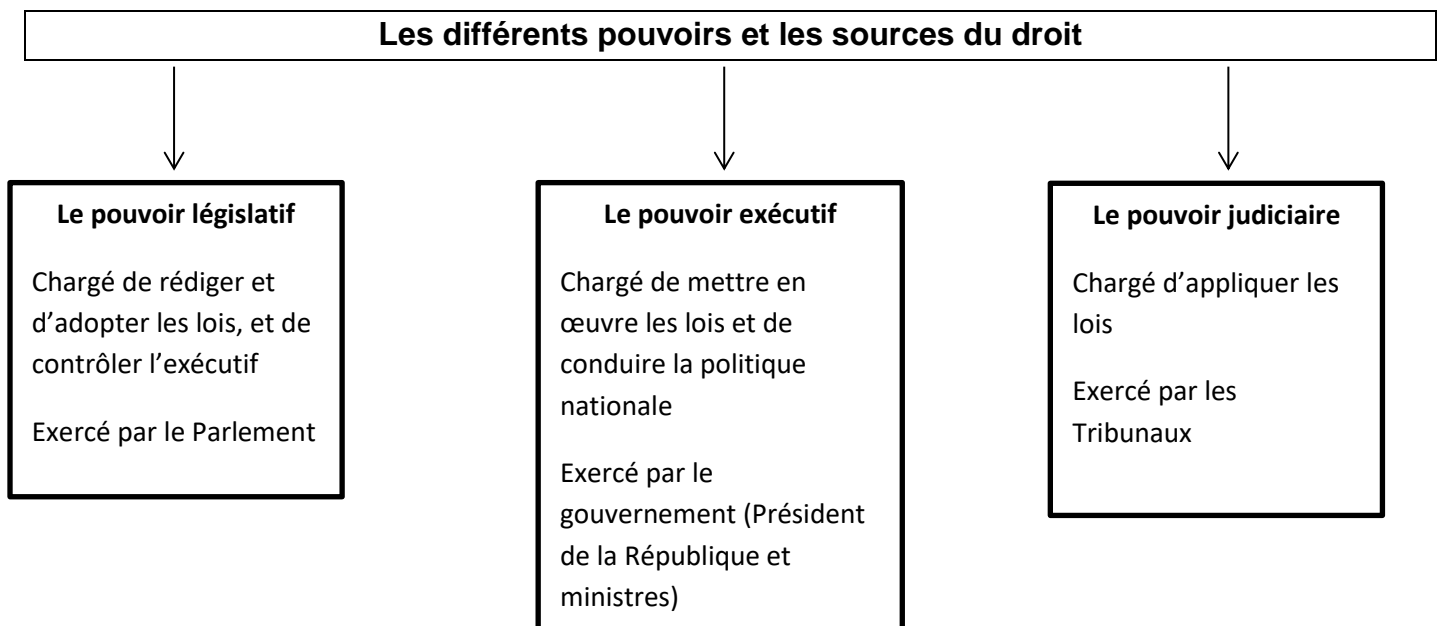 Les différents pouvoirs et les sources du droit
Le pouvoir législatif
Chargé de rédiger et
d’adopter les lois, et de
contrôler l’exécutif
Exercé par le Parlement
Le pouvoir exécutif
Chargé de mettre en
œuvre les lois et de
conduire la politique
nationale
Exercé par le
gouvernement (Président
de la République et
ministres)
Le pouvoir judiciaire
Chargé d’appliquer les
lois
Exercé par les
Tribunaux